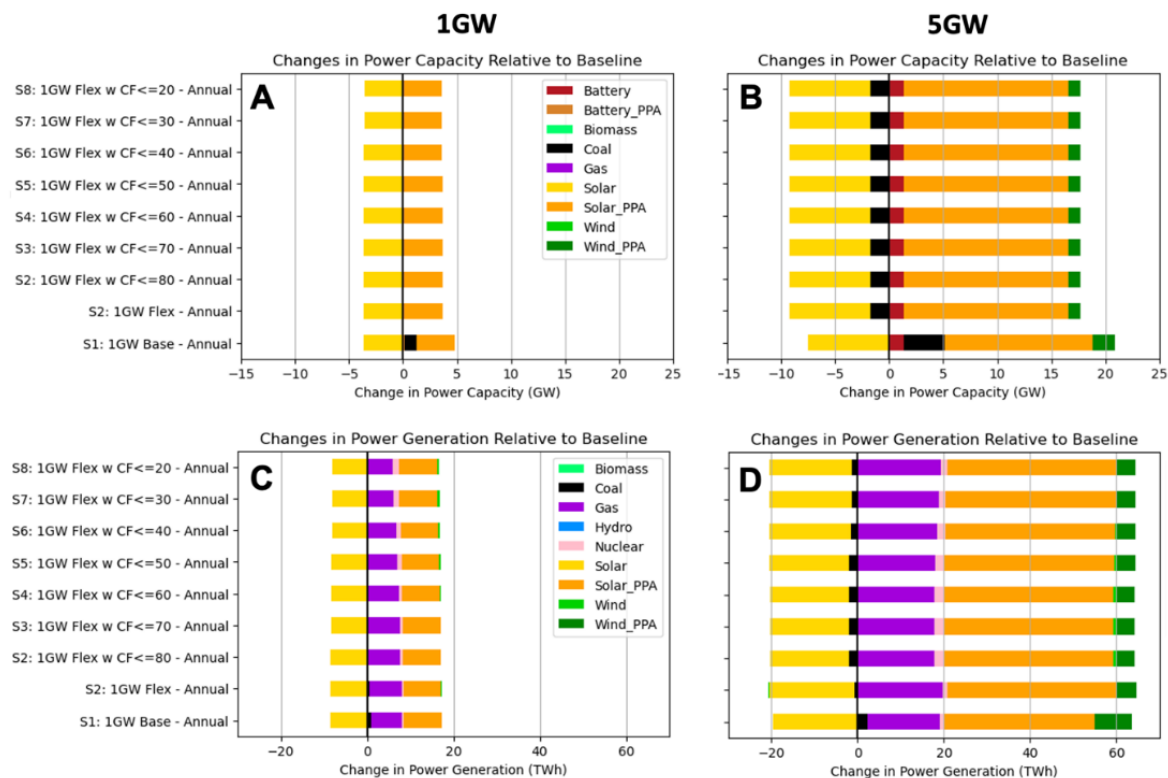 1GW
5GW
Changes in Power Capacity Relative to Baseline
A
S8: 1GW Flex w CF<=20 - Annual
S7: 1GW Flex w CF<=30 - Annual
S6: 1GW Flex w CF<=40 - Annual
S5: 1GW Flex w CF<=50 - Annual
S4: 1GW Flex w CF<=60 - Annual
S3: 1GW Flex w CF<=70 - Annual
S2: 1GW Flex w CF<=80 - Annual
S2: 1GW Flex - Annual
S1: 1GW Base - Annual
Battery
Battery_PPA
Biomass
Coal
Gas
Solar
Solar_PPA
Wind
Wind_PPA
−15 −10 −5 0 5 10 15 20 25
Change in Power Capacity (GW)
Changes in Power Capacity Relative to Baseline
B
−15 −10 −5 0 5 10 15 20 25
Change in Power Capacity (GW)
Changes in Power Generation Relative to Baseline
C
S8: 1GW Flex w CF<=20 - Annual
S7: 1GW Flex w CF<=30 - Annual
S6: 1GW Flex w CF<=40 - Annual
S5: 1GW Flex w CF<=50 - Annual
S4: 1GW Flex w CF<=60 - Annual
S3: 1GW Flex w CF<=70 - Annual
S2: 1GW Flex w CF<=80 - Annual
S2: 1GW Flex - Annual
S1: 1GW Base - Annual
Biomass
Coal
Gas
Hydro
Nuclear
Solar
Solar_PPA
Wind
Wind_PPA
−20 0 20 40 60
Change in Power Generation (TWh)
Changes in Power Generation Relative to Baseline
D
−20 0 20 40 60
Change in Power Generation (TWh)